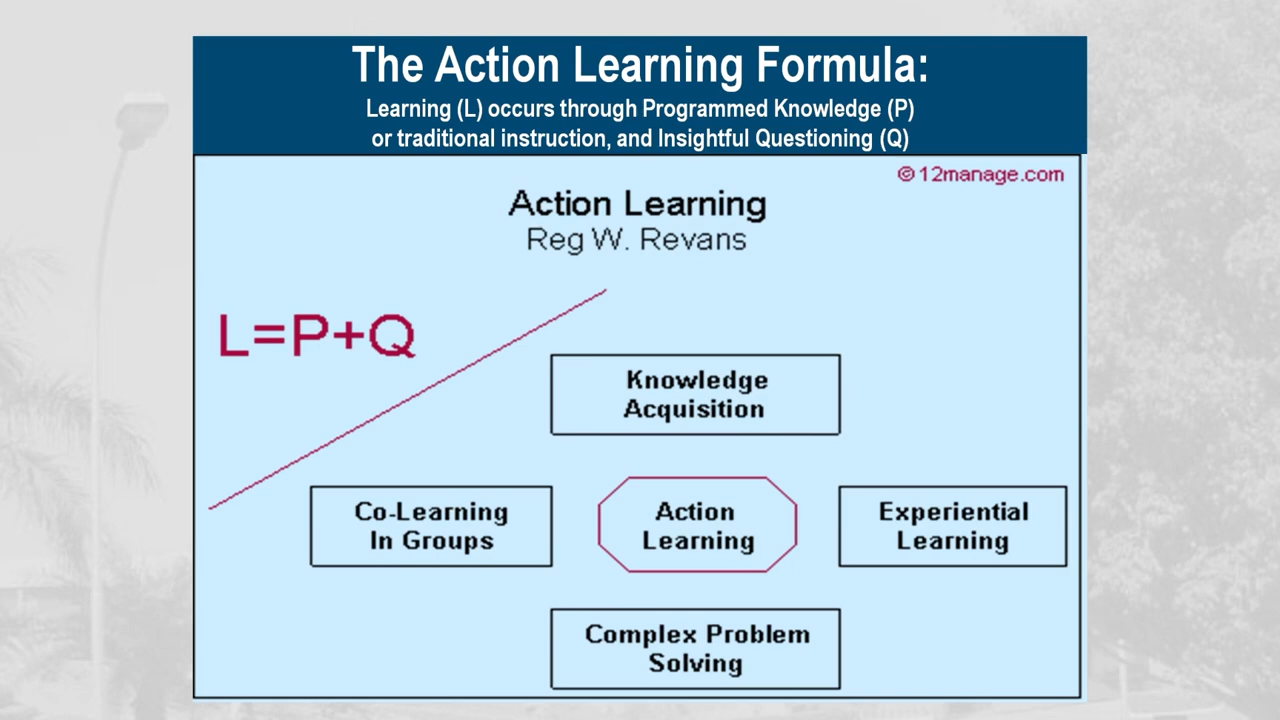 The Action Learning Formula:
Learning (L) occurs through Programmed Knowledge (P)
or traditional instruction, and Insightful Questioning (Q)
©12manage.com
Action Learning
Reg W. Revans
L=P+Q
Knowledge
Acquisition
Co-Learning
In Groups
Action
Learning
Experiential
Learning
Complex Problem
Solving